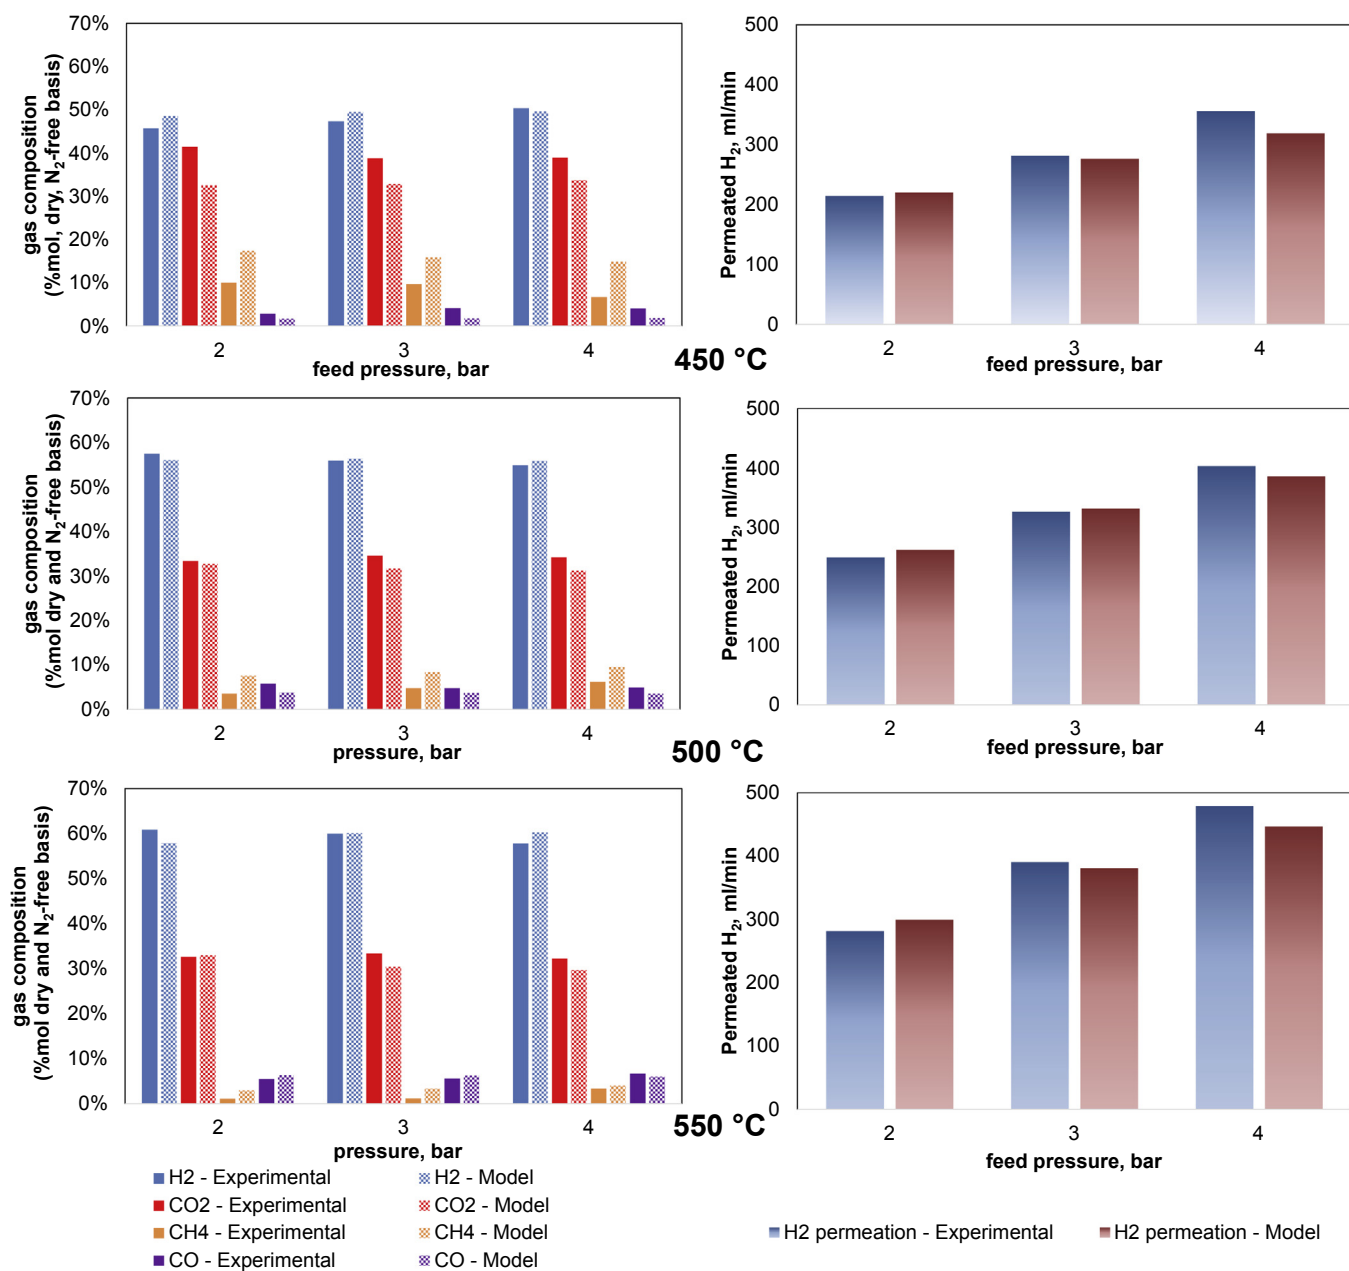 70%
60%
50%
40%
30%
20%
10%
0%
gas composition
(%mol, dry, N₂-free basis)
2 3 4
feed pressure, bar
500
400
300
200
100
0
Permeated H₂, ml/min
2 3 4
feed pressure, bar
450 °C
70%
60%
50%
40%
30%
20%
10%
0%
gas composition
(%mol dry and N₂-free basis)
2 3 4
pressure, bar
500
400
300
200
100
0
Permeated H₂, ml/min
2 3 4
feed pressure, bar
500 °C
70%
60%
50%
40%
30%
20%
10%
0%
gas composition
(%mol dry and N₂-free basis)
2 3 4
pressure, bar
500
400
300
200
100
0
Permeated H₂, ml/min
2 3 4
feed pressure, bar
550 °C
H2 - Experimental H2 - Model
CO2 - Experimental CO2 - Model
CH4 - Experimental CH4 - Model
CO - Experimental CO - Model
H2 permeation - Experimental H2 permeation - Model